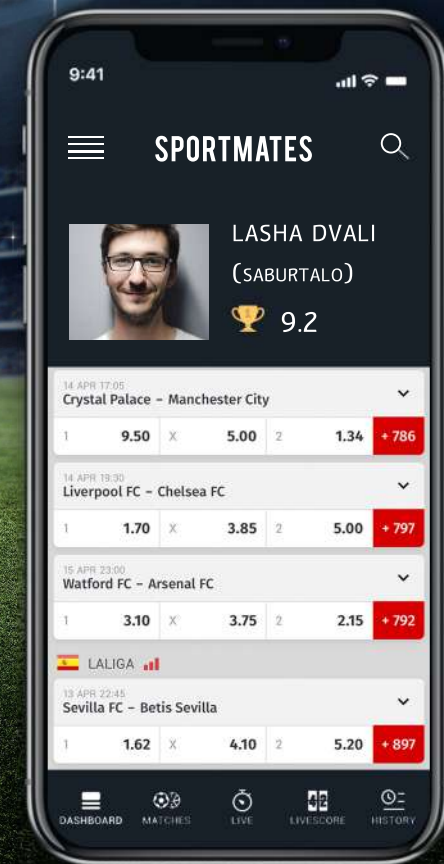 9:41
SPORTMATES
LASHA DVALI
(SABURTALO)
9.2
14 APR 17:05
Crystal Palace – Manchester City
1 9.50 X 5.00 2 1.34 + 786
14 APR 19:30
Liverpool FC – Chelsea FC
1 1.70 X 3.85 2 5.00 + 797
15 APR 23:00
Watford FC – Arsenal FC
1 3.10 X 3.75 2 2.15 + 792
LALIGA
13 APR 22:45
Sevilla FC – Betis Sevilla
1 1.62 X 4.10 2 5.20 + 897
DASHBOARD MATCHES LIVE LIVESCORE HISTORY